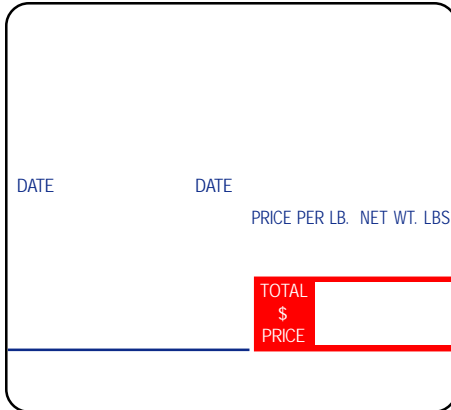 DATE DATE
PRICE PER LB. NET WT. LBS
TOTAL
$
PRICE